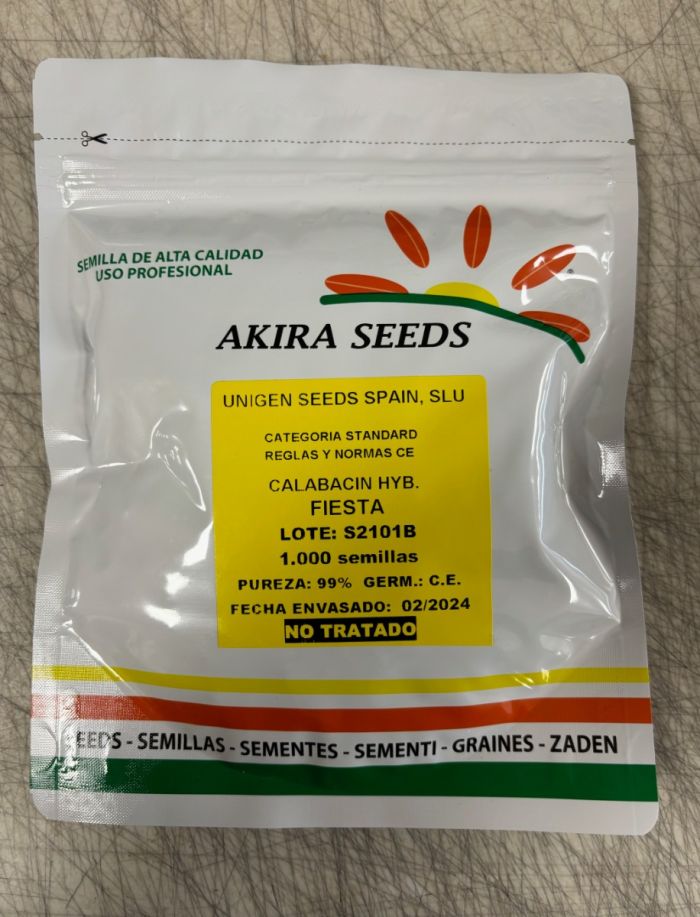 SEMILLA DE ALTA CALIDAD
USO PROFESIONAL
AKIRA SEEDS
UNIGEN SEEDS SPAIN, SLU
CATEGORIA STANDARD
REGLAS Y NORMAS CE
CALABACIN HYB.
FIESTA
LOTE: S2101B
1.000 semillas
PUREZA: 99% GERM.: C.E.
FECHA ENVASADO: 02/2024
NO TRATADO
SEEDS - SEMILLAS - SEMENTES - SEMENTI - GRAINES - ZADEN